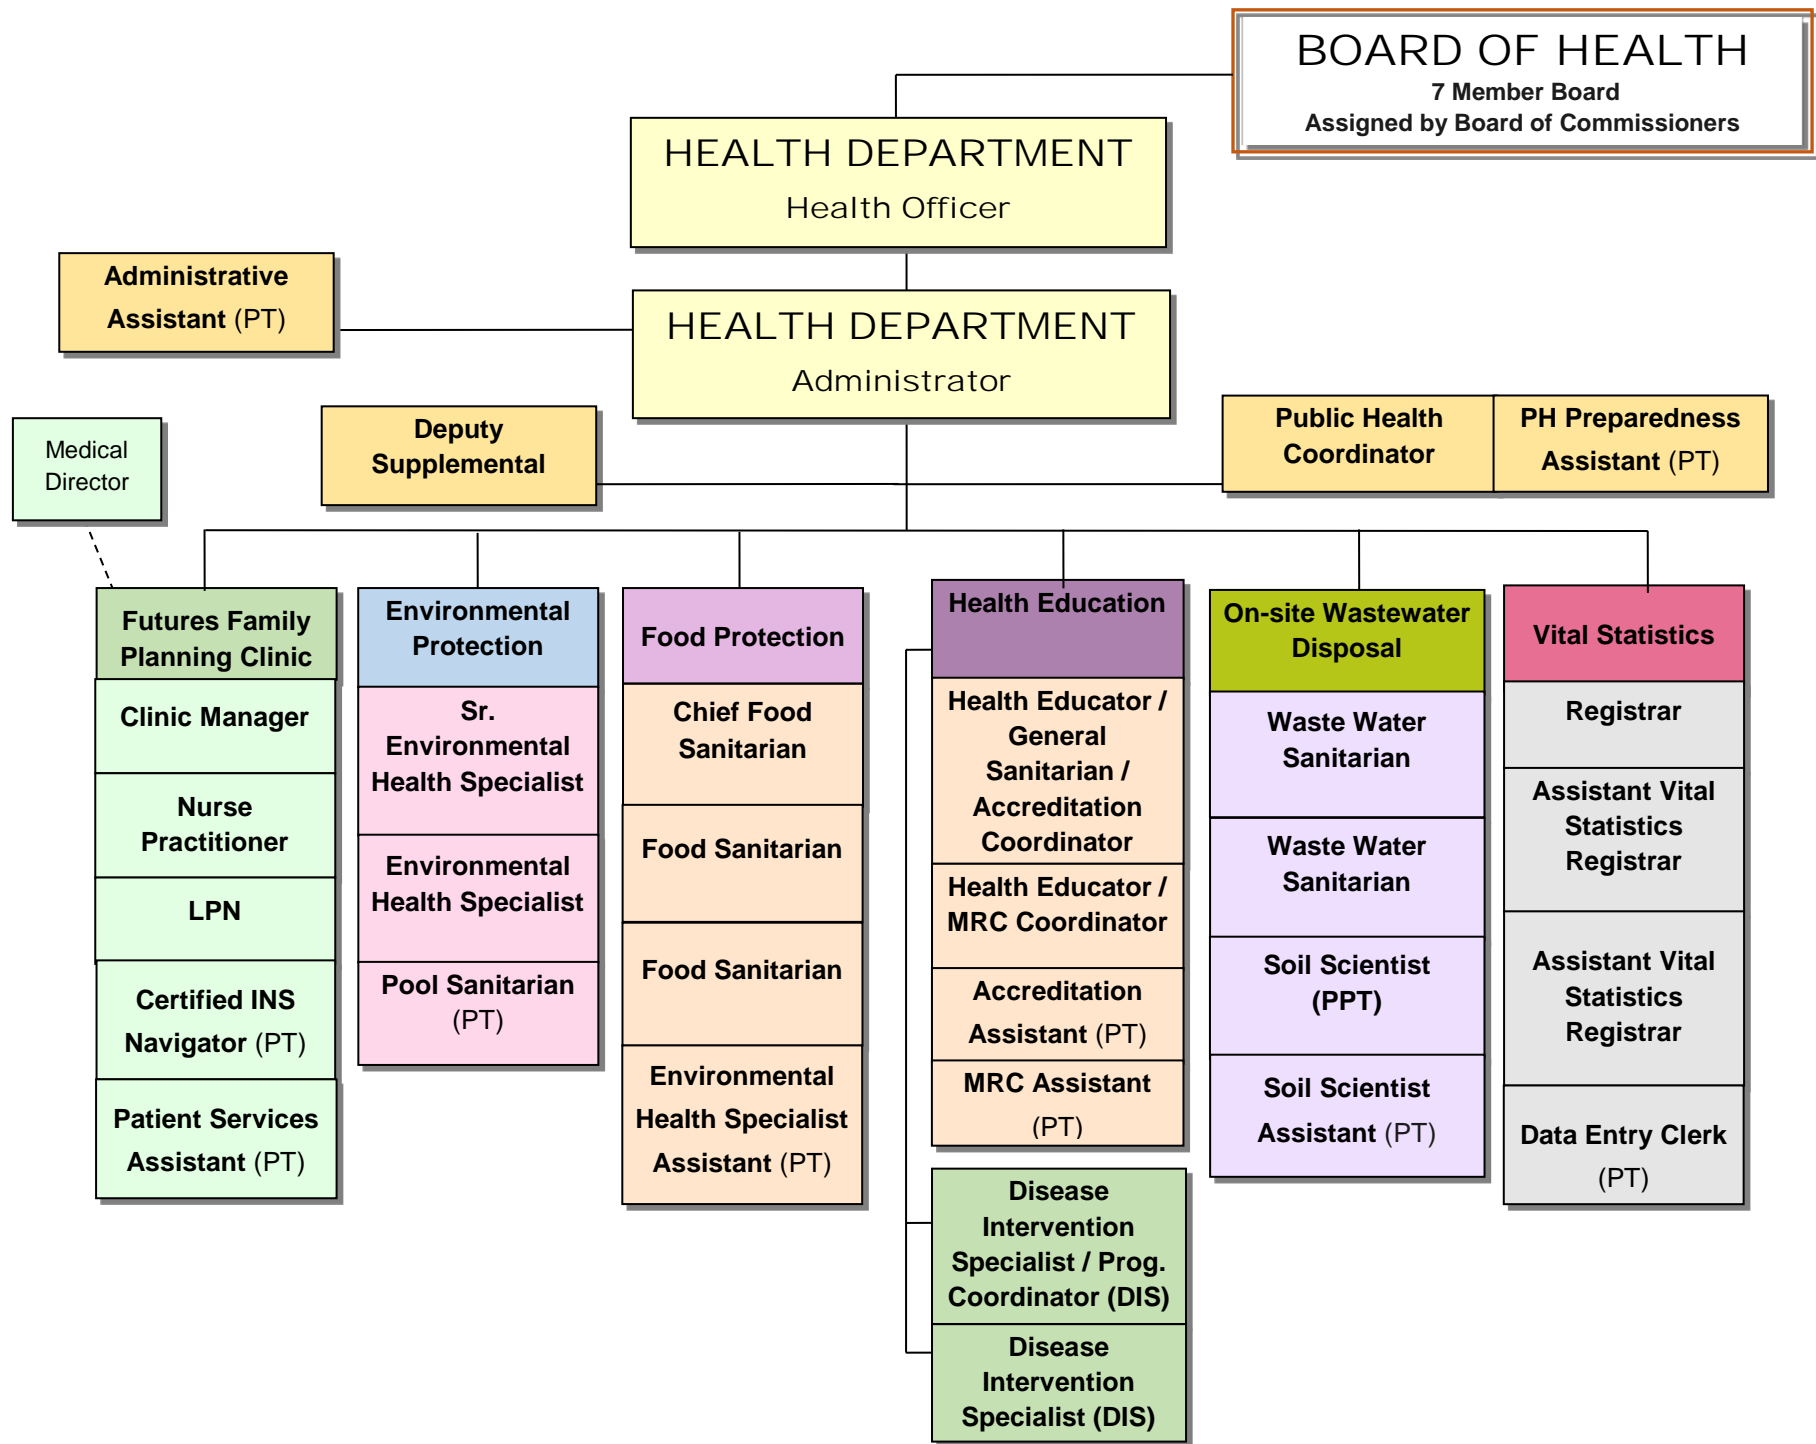 BOARD OF HEALTH
7 Member Board
Assigned by Board of Commissioners
HEALTH DEPARTMENT
Health Officer
Administrative
Assistant (PT)
HEALTH DEPARTMENT
Administrator
Medical
Director
Deputy
Supplemental
Public Health
Coordinator
PH Preparedness
Assistant (PT)
Futures Family
Planning Clinic
Clinic Manager
Nurse
Practitioner
LPN
Certified INS
Navigator (PT)
Patient Services
Assistant (PT)
Environmental
Protection
Sr.
Environmental
Health Specialist
Environmental
Health Specialist
Pool Sanitarian
(PT)
Food Protection
Chief Food
Sanitarian
Food Sanitarian
Food Sanitarian
Environmental
Health Specialist
Assistant (PT)
Health Education
Health Educator /
General
Sanitarian /
Accreditation
Coordinator
Health Educator /
MRC Coordinator
Accreditation
Assistant (PT)
MRC Assistant
(PT)
Disease
Intervention
Specialist / Prog.
Coordinator (DIS)
Disease
Intervention
Specialist (DIS)
On-site Wastewater
Disposal
Waste Water
Sanitarian
Waste Water
Sanitarian
Soil Scientist
(PPT)
Soil Scientist
Assistant (PT)
Vital Statistics
Registrar
Assistant Vital
Statistics
Registrar
Assistant Vital
Statistics
Registrar
Data Entry Clerk
(PT)